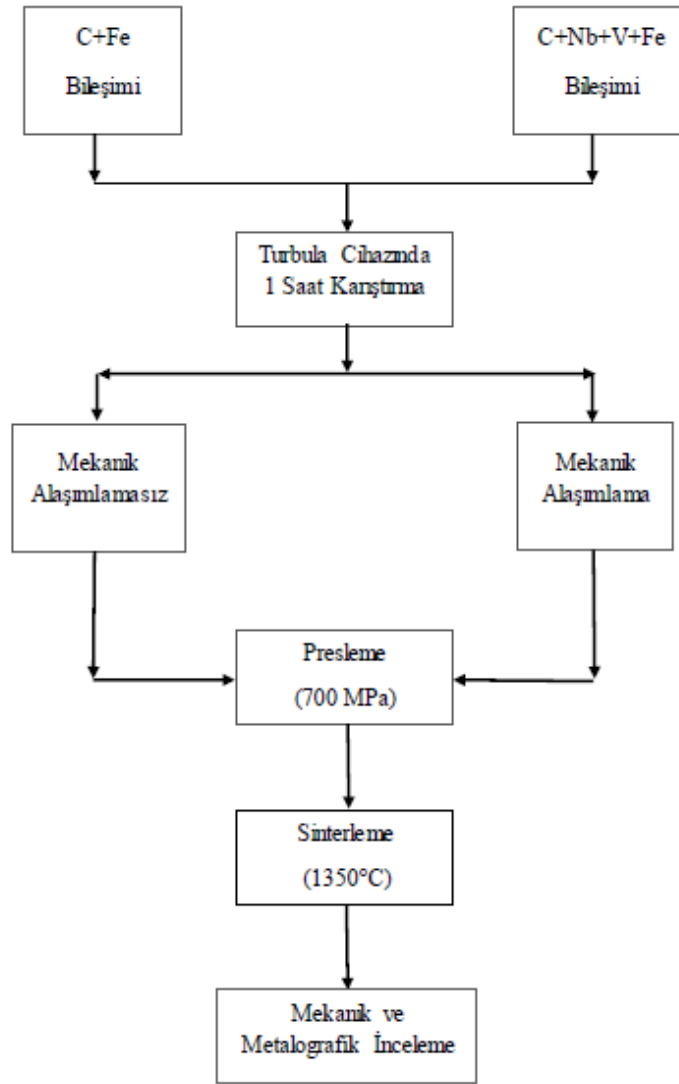 C+Fe
Bileşimi
C+Nb+V+Fe
Bileşimi
Turbula Cihazında
1 Saat Karıştırma
Mekanik
Alaşımlamasız
Mekanik
Alaşımlama
Presleme
(700 MPa)
Sinterleme
(1350°C)
Mekanik ve
Metalografik İnceleme